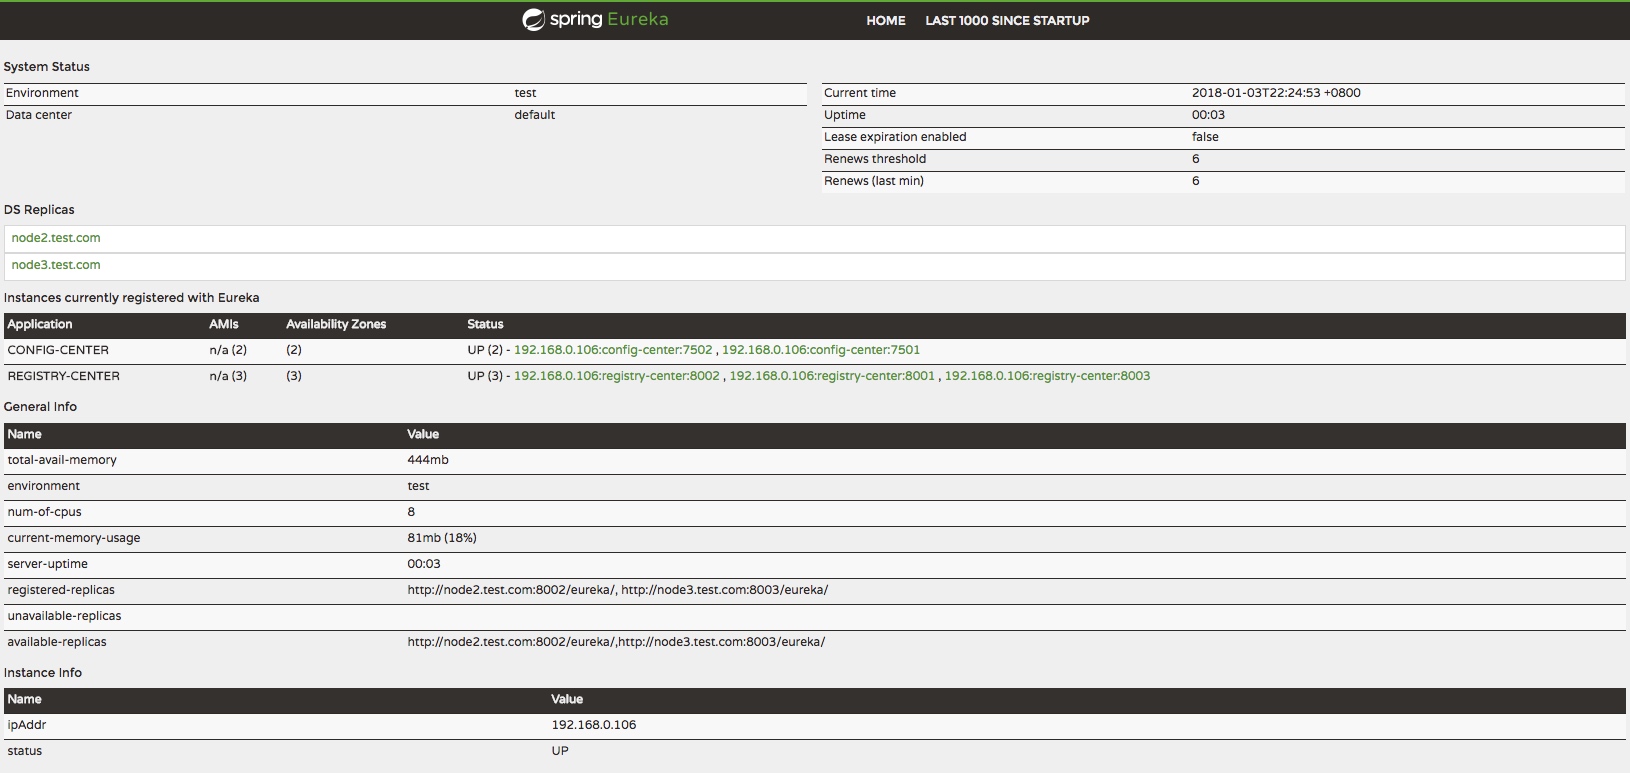 spring Eureka HOME LAST 1000 SINCE STARTUP
System Status
Environment test
Data center default
Current time 2018-01-03T22:24:53 +0800
Uptime 00:03
Lease expiration enabled false
Renews threshold 6
Renews (last min) 6
DS Replicas
node2.test.com
node3.test.com
Instances currently registered with Eureka
Application AMIs Availability Zones Status
CONFIG-CENTER n/a (2) (2) UP (2) - 192.168.0.106:config-center:7502 , 192.168.0.106:config-center:7501
REGISTRY-CENTER n/a (3) (3) UP (3) - 192.168.0.106:registry-center:8002 , 192.168.0.106:registry-center:8001 , 192.168.0.106:registry-center:8003
General Info
Name Value
total-avail-memory 444mb
environment test
num-of-cpus 8
current-memory-usage 81mb (18%)
server-uptime 00:03
registered-replicas http://node2.test.com:8002/eureka/, http://node3.test.com:8003/eureka/
unavailable-replicas
available-replicas http://node2.test.com:8002/eureka/,http://node3.test.com:8003/eureka/
Instance Info
Name Value
ipAddr 192.168.0.106
status UP